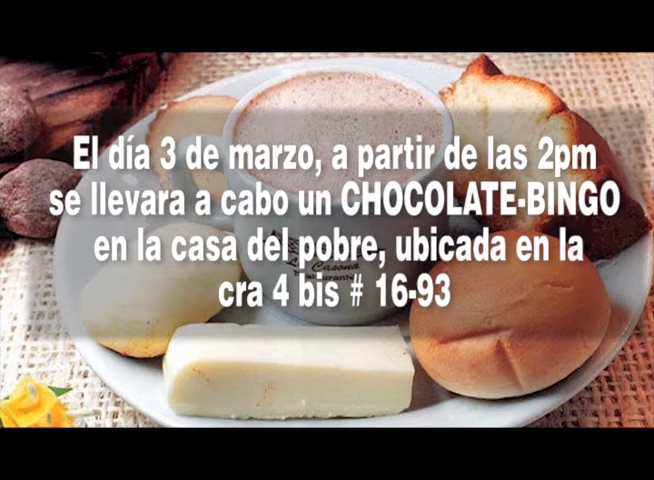 El día 3 de marzo, a partir de las 2pm
se llevara a cabo un CHOCOLATE-BINGO
en la casa del pobre, ubicada en la
Casona
cra 4 bis # 16-93